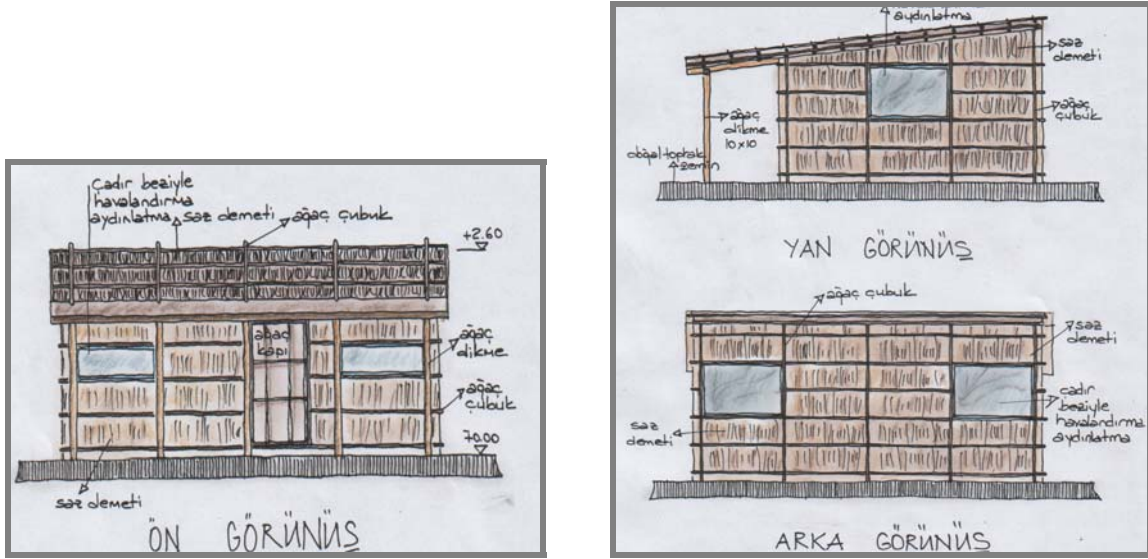 çadır beziyle
havalandırma
aydınlatma
saz demeti
ağaç çubuk
+2.60
ağaç
kapı
ağaç
dikme
ağaç
çubuk
saz demeti
ÖN GÖRÜNÜŞ
aydınlatma
saz
demeti
ağaç
çubuk
ağaç
dikme
10x10
doğal toprak
zemin
YAN GÖRÜNÜŞ
ağaç çubuk
saz
demeti
saz
demeti
çadır
beziyle
havalandırma
aydınlatma
ARKA GÖRÜNÜŞ